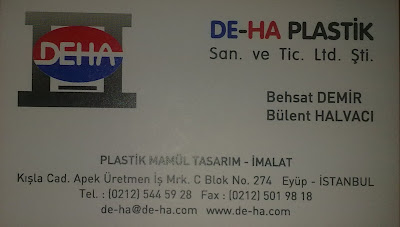 DEHA
DE-HA PLASTİK
San. ve Tic. Ltd. Şti.
Behsat DEMİR
Bülent HALVACI
PLASTİK MAMÜL TASARIM - İMALAT
Kışla Cad. Apek Üretmen İş Mrk. C Blok No. 274 Eyüp - İSTANBUL
Tel. : (0212) 544 59 28 Fax : (0212) 501 98 18
de-ha@de-ha.com www.de-ha.com